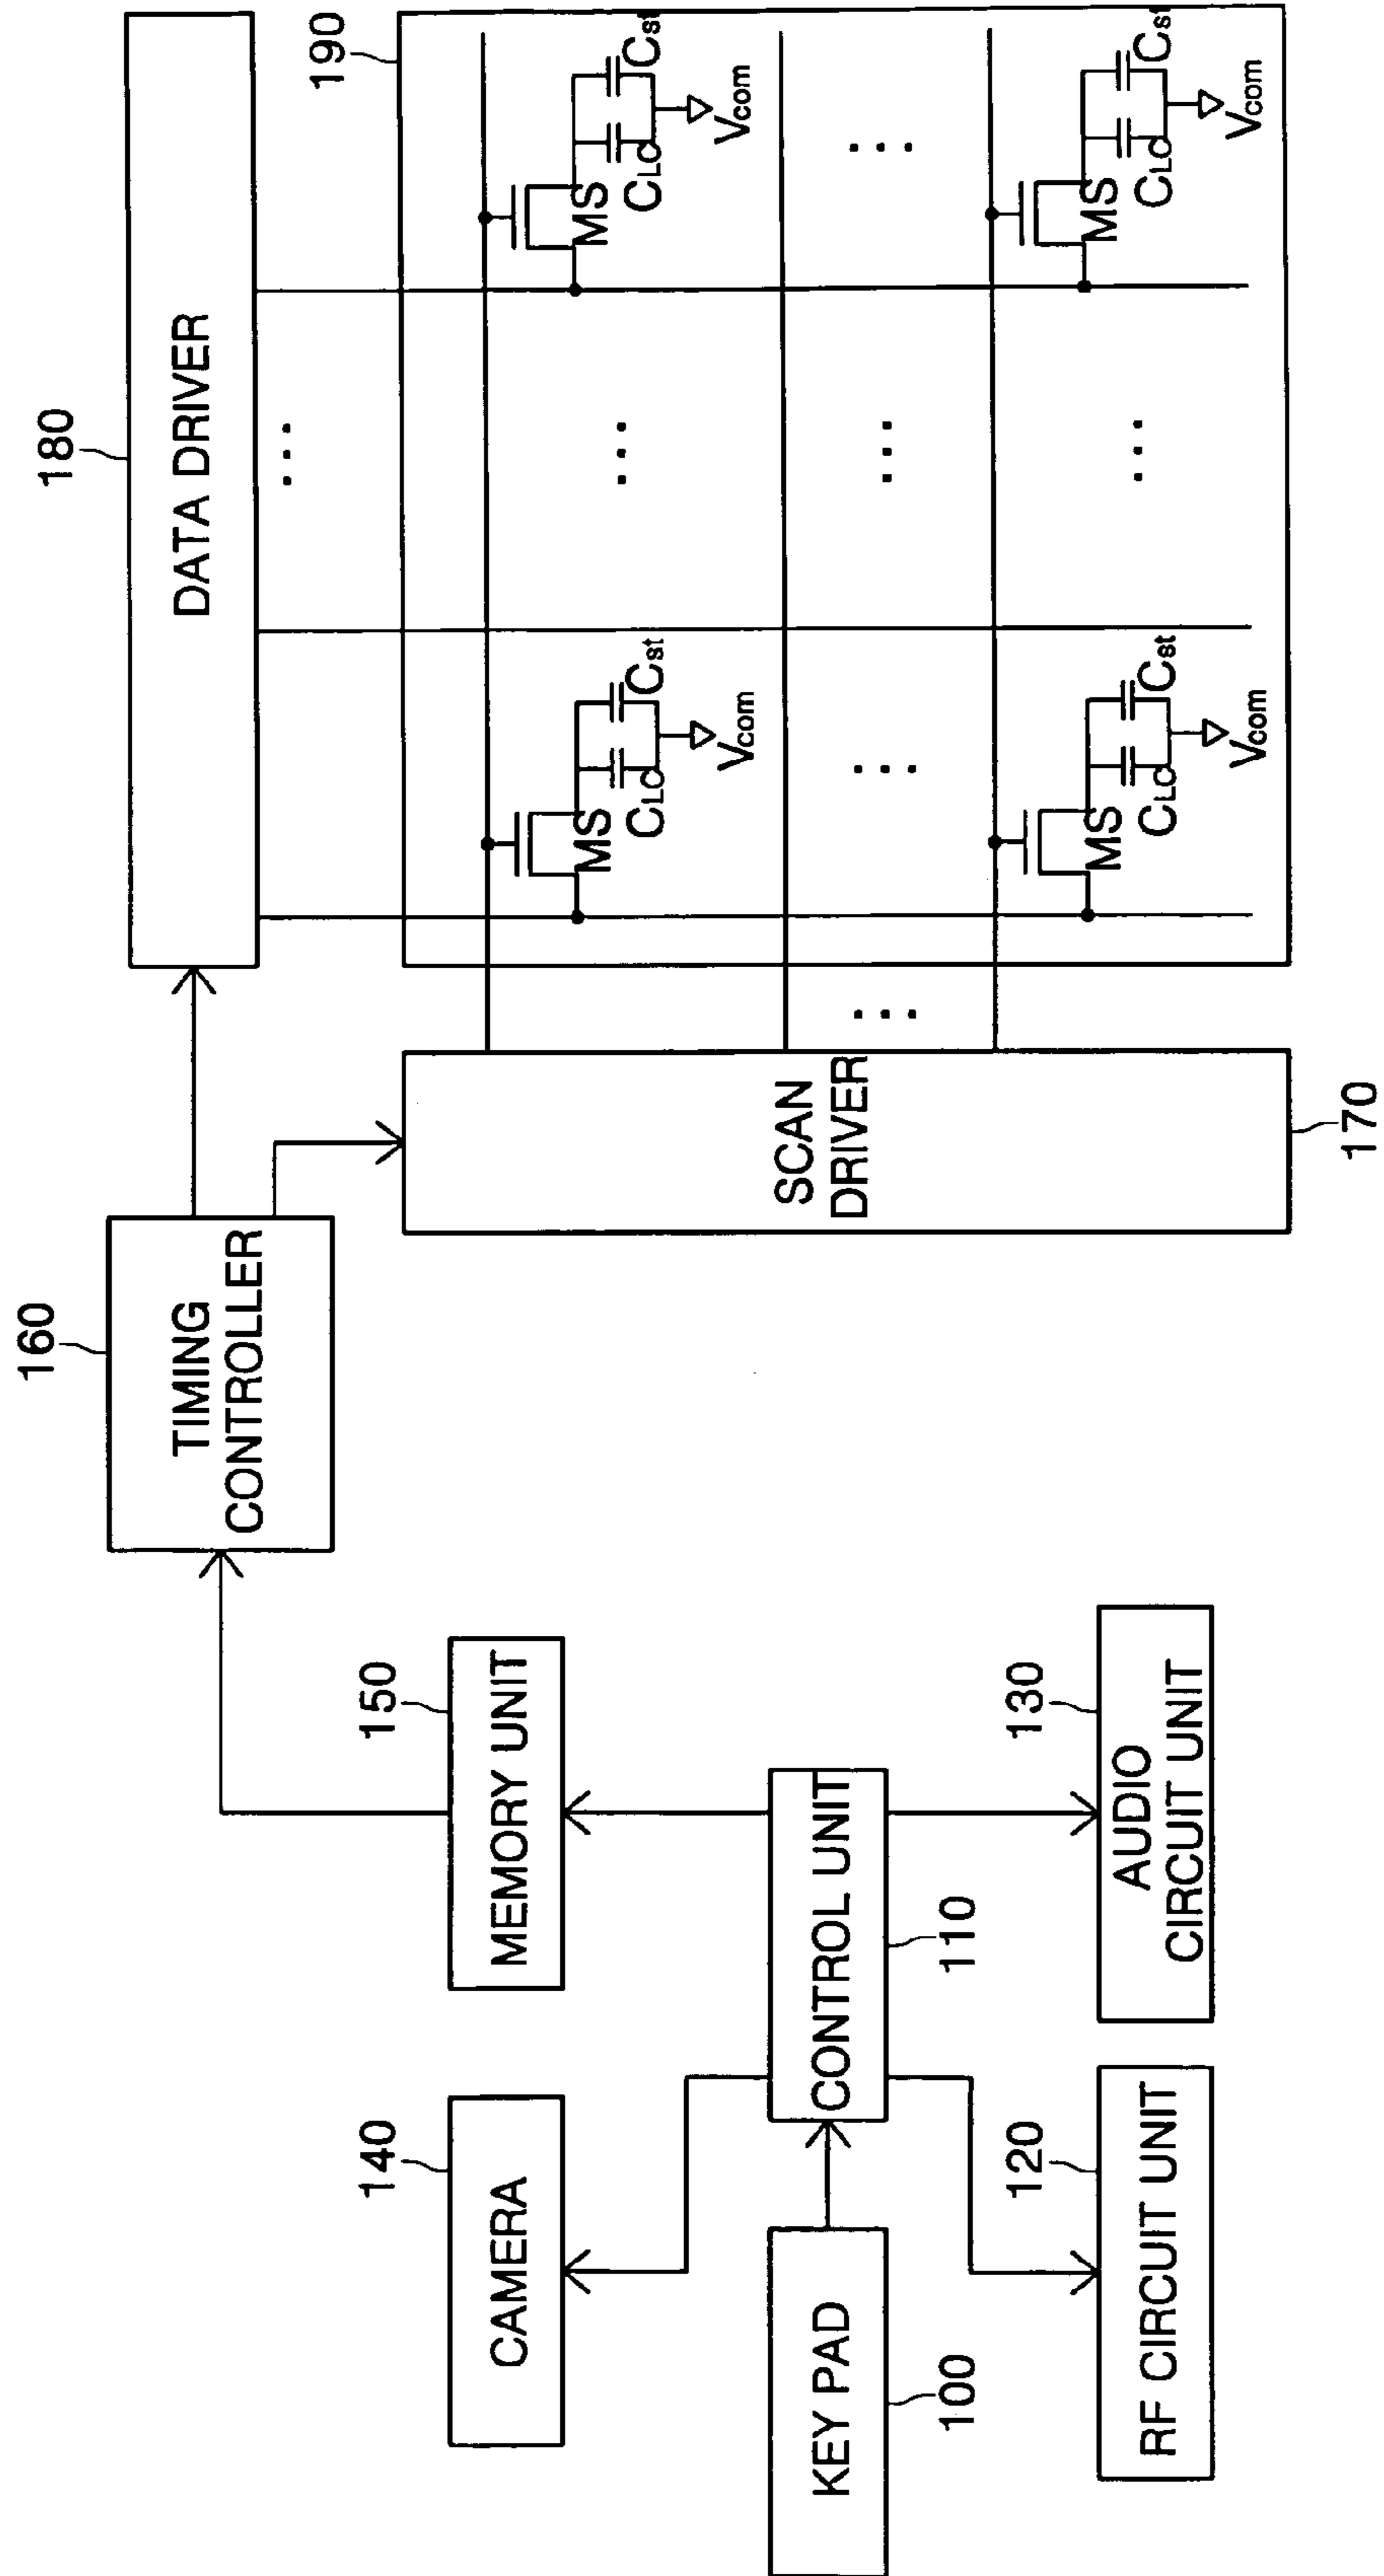 180
DATA DRIVER
190
160
TIMING
CONTROLLER
MS
CLC
Cst
Vcom
MS
CLC
Cst
Vcom
...
...
...
...
...
...
...
MS
CLC
Cst
Vcom
MS
CLC
Cst
Vcom
SCAN
DRIVER
170
140
CAMERA
150
MEMORY UNIT
KEY PAD
100
CONTROL UNIT
110
120
RF CIRCUIT UNIT
130
AUDIO
CIRCUIT UNIT